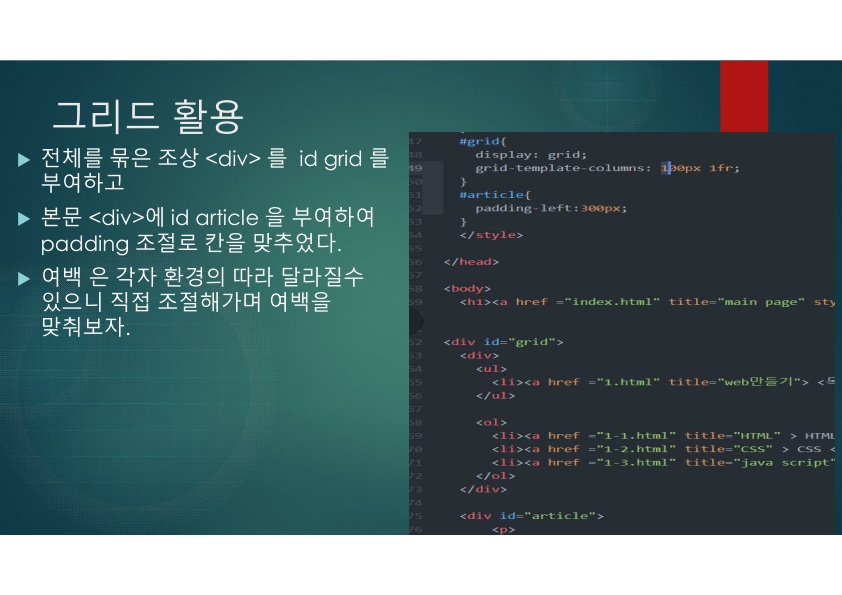 그리드 활용
전체를 묶은 조상 <div> 를 id grid 를
부여하고
본문 <div>에 id article 을 부여하여
padding 조절로 칸을 맞추었다.
여백 은 각자 환경의 따라 달라질수
있으니 직접 조절해가며 여백을
맞춰보자.
47 #grid{
48 display: grid;
49 grid-template-columns: 100px 1fr;
50 }
51 #article{
52 padding-left:300px;
53 }
54 </style>
55
56 </head>
57
58 <body>
59 <h1><a href ="index.html" title="main page" sty
62 <div id="grid">
63 <div>
64 <ul>
65 <li><a href ="1.html" title="web만들기"> <
66 </ul>
67
68 <ol>
69 <li><a href ="1-1.html" title="HTML" > HTML
70 <li><a href ="1-2.html" title="CSS" > CSS <
71 <li><a href ="1-3.html" title="java script"
72 </ol>
73 </div>
74
75 <div id="article">
76 <p>